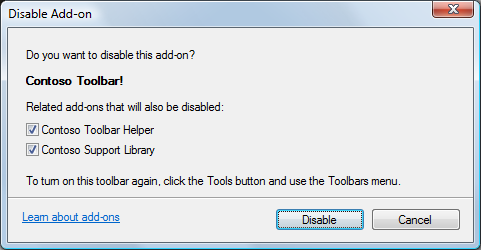 Disable Add-on
Do you want to disable this add-on?
Contoso Toolbar!
Related add-ons that will also be disabled:
Contoso Toolbar Helper
Contoso Support Library
To turn on this toolbar again, click the Tools button and use the Toolbars menu.
Learn about add-ons
Disable
Cancel